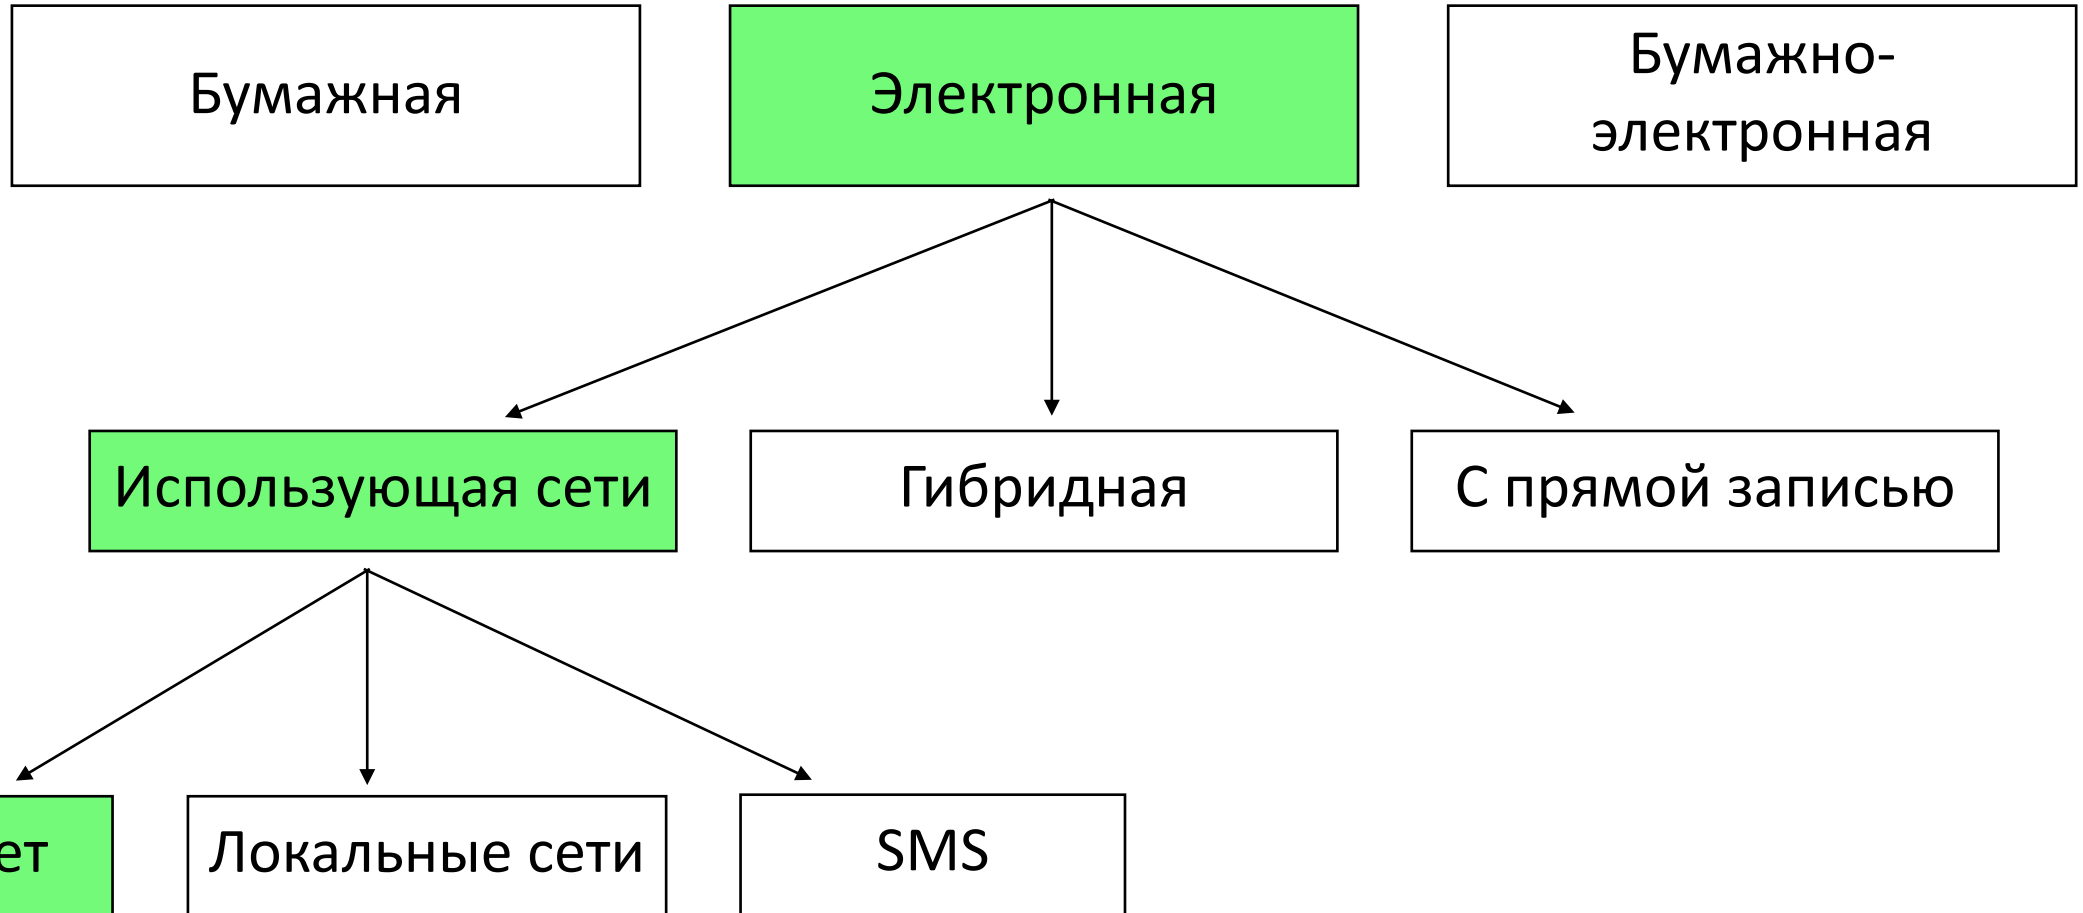 Бумажная
Электронная
Бумажно-
электронная
Использующая сети
Гибридная
С прямой записью
Локальные сети
SMS